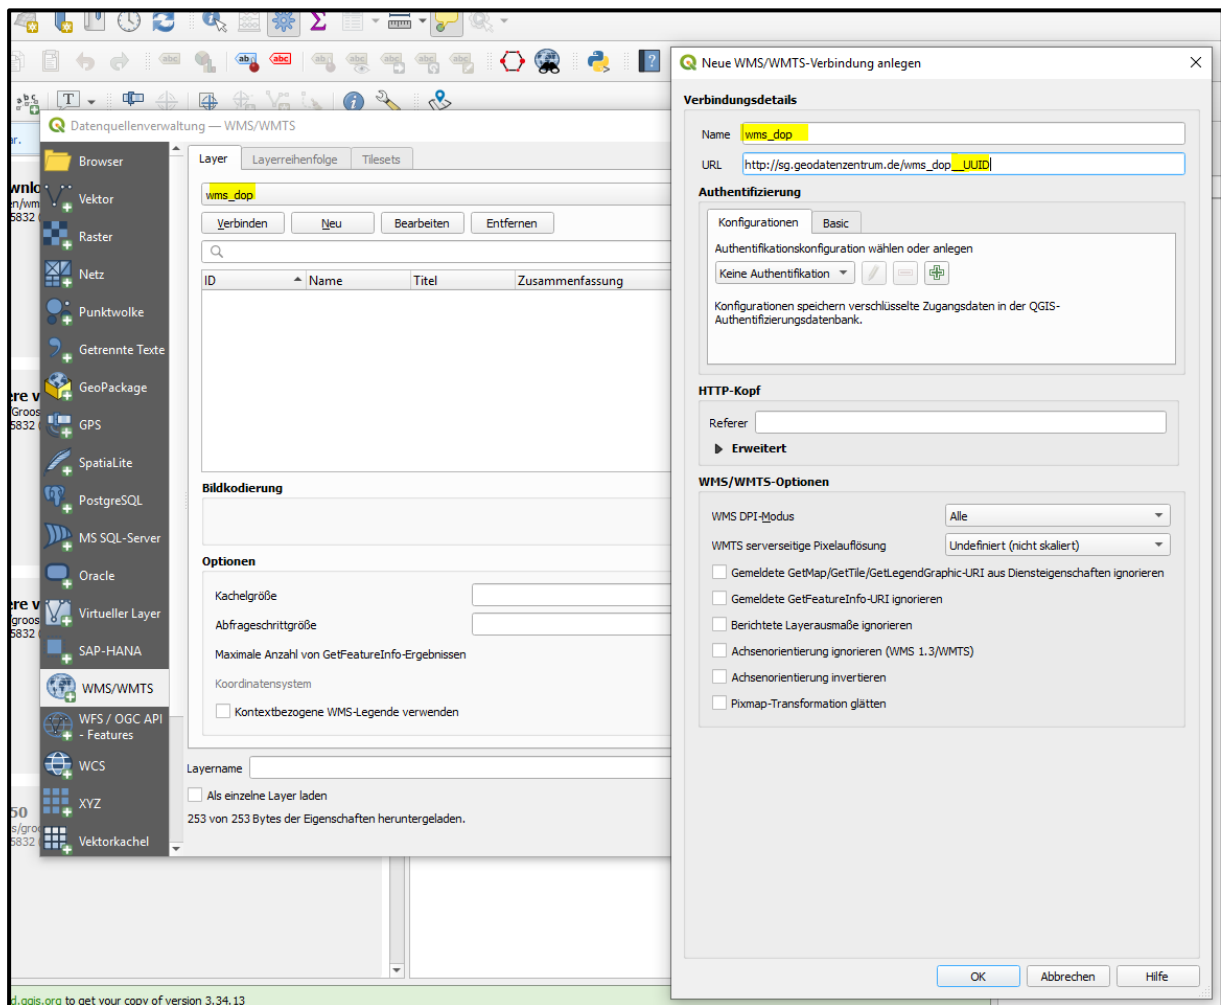 Neue WMS/WMTS-Verbindung anlegen
Verbindungsdetails
Name wms_dop
URL http://sg.geodatenzentrum.de/wms_dop__UUID
Authentifizierung
Konfigurationen Basic
Authentifikationskonfiguration wählen oder anlegen
Keine Authentifikation
Konfigurationen speichern verschlüsselte Zugangsdaten in der QGIS-
Authentifizierungsdatenbank.
HTTP-Kopf
Referer
Erweitert
WMS/WMTS-Optionen
WMS DPI-Modus Alle
WMTS serverseitige Pixelauflösung Undefiniert (nicht skaliert)
Gemeldete GetMap/GetTile/GetLegendGraphic-URI aus Diensteigenschaften ignorieren
Gemeldete GetFeatureInfo-URI ignorieren
Berichtete Layerausmaße ignorieren
Achsenorientierung ignorieren (WMS 1.3/WMTS)
Achsenorientierung invertieren
Pixmap-Transformation glätten
OK Abbrechen Hilfe
Datenquellenverwaltung — WMS/WMTS
Browser
Vektor
Raster
Netz
Punktwolke
Getrennte Texte
GeoPackage
GPS
SpatiaLite
PostgreSQL
MS SQL-Server
Oracle
Virtueller Layer
SAP-HANA
WMS/WMTS
WFS / OGC API
- Features
WCS
XYZ
Vektorkachel
Layer Layerreihenfolge Tilesets
wms_dop
Verbinden Neu Bearbeiten Entfernen
ID Name Titel Zusammenfassung
Bildkodierung
Optionen
Kachelgröße
Abfrageschrittgröße
Maximale Anzahl von GetFeatureInfo-Ergebnissen
Koordinatensystem
Kontextbezogene WMS-Legende verwenden
Layername
Als einzelne Layer laden
253 von 253 Bytes der Eigenschaften heruntergeladen.
to get your copy of version 3.34.13